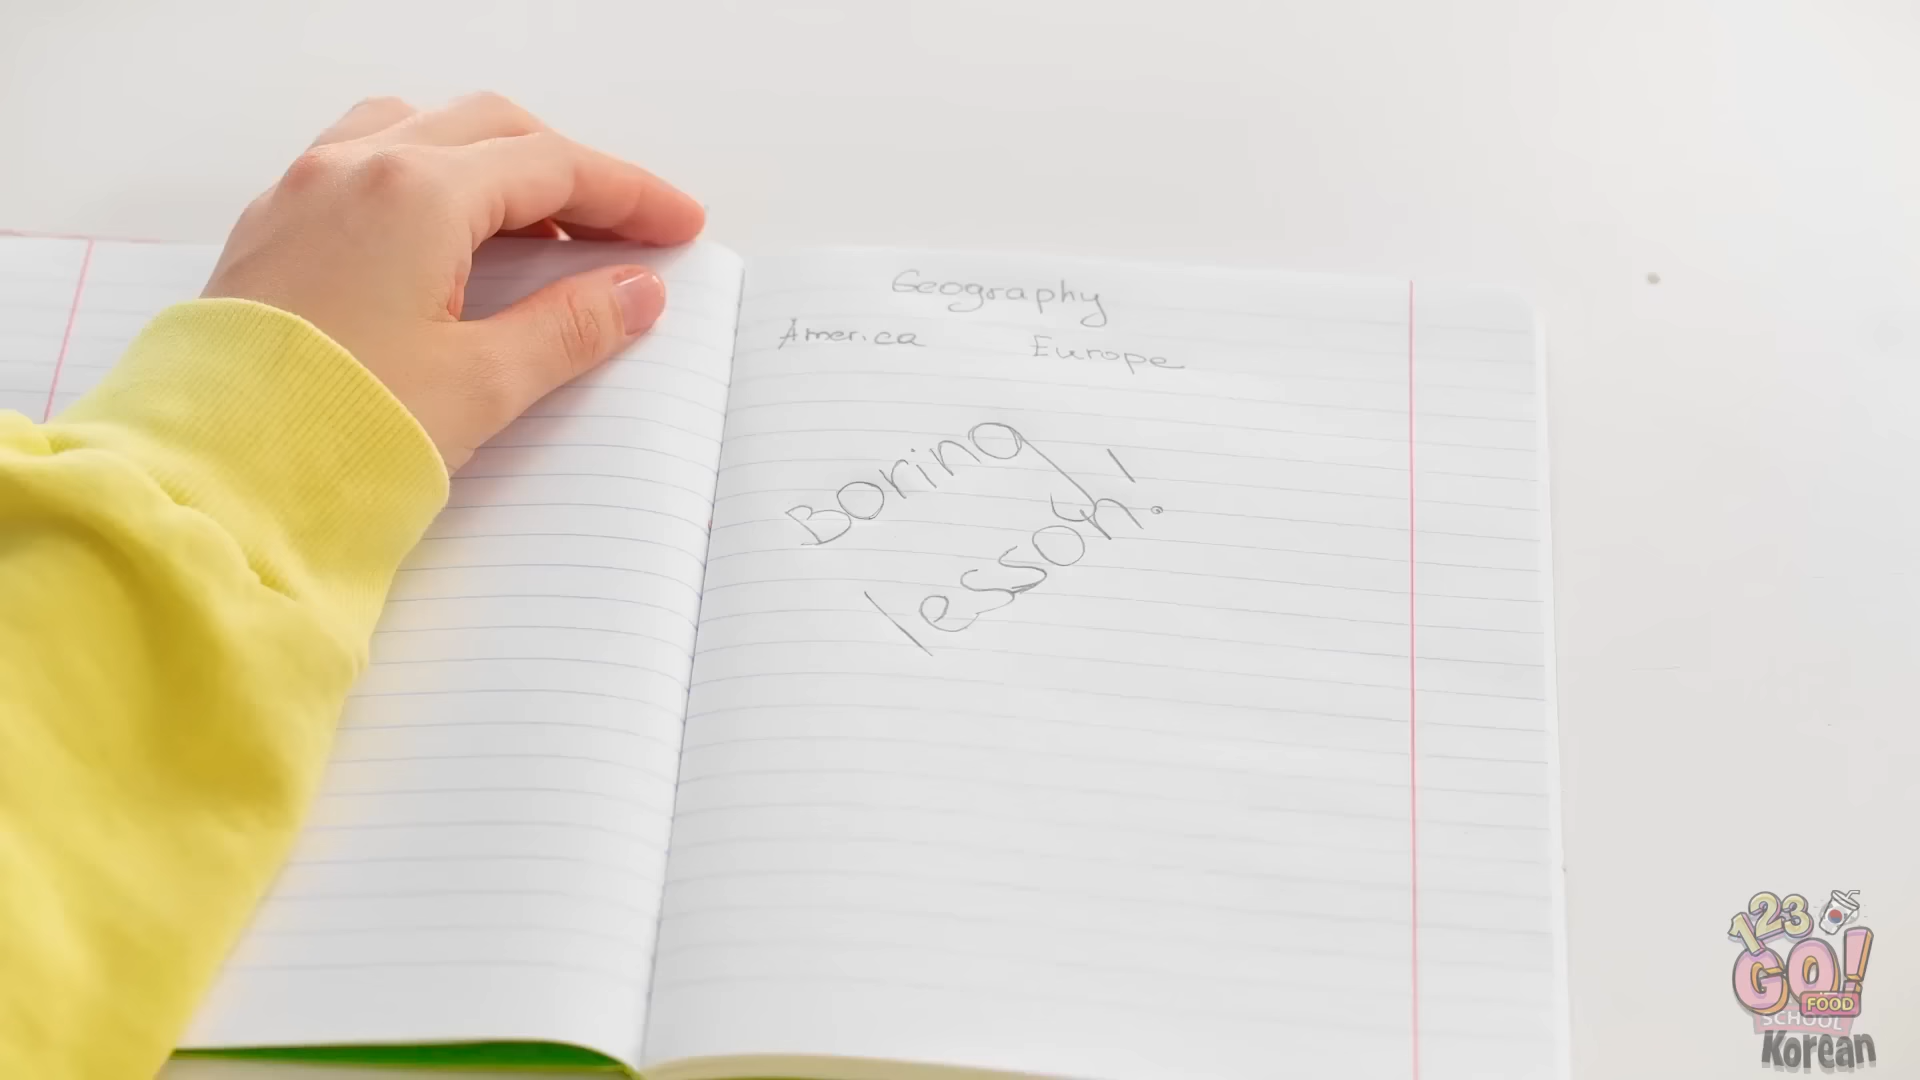 Geography
America Europe
Boring
lesson!
123
GO!
FOOD
SCHOOL
Korean